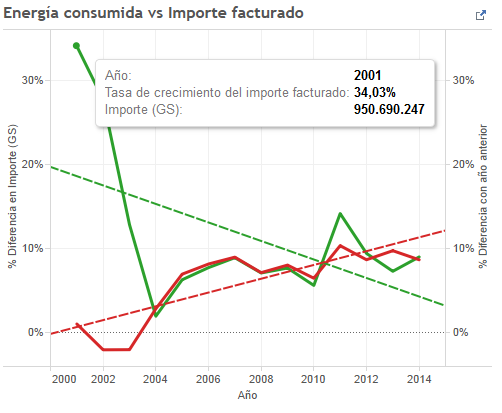 Energía consumida vs Importe facturado
Año: 2001
Tasa de crecimiento del importe facturado: 34,03%
Importe (GS): 950.690.247
30%
20%
10%
0%
30%
20%
10%
0%
% Diferencia en Importe (GS)
% Diferencia con año anterior
2000 2002 2004 2006 2008 2010 2012 2014
Año